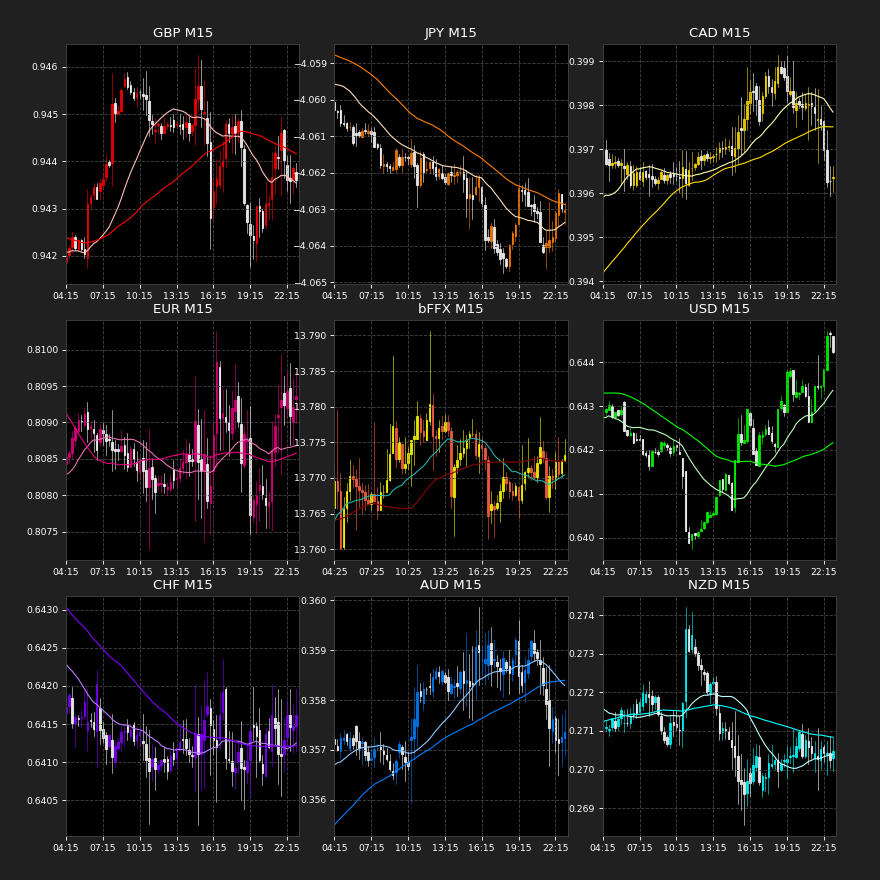 GBP M15
JPY M15
CAD M15
0.946
0.945
0.944
0.943
0.942
−4.059
−4.060
−4.061
−4.062
−4.063
−4.064
−4.065
0.399
0.398
0.397
0.396
0.395
0.394
04:15 07:15 10:15 13:15 16:15 19:15 22:15
04:15 07:15 10:15 13:15 16:15 19:15 22:15
04:15 07:15 10:15 13:15 16:15 19:15 22:15
EUR M15
bFFX M15
USD M15
0.8100
0.8095
0.8090
0.8085
0.8080
0.8075
13.790
13.785
13.780
13.775
13.770
13.765
13.760
0.644
0.643
0.642
0.641
0.640
04:15 07:15 10:15 13:15 16:15 19:15 22:15
04:25 07:25 10:25 13:25 16:25 19:25 22:25
04:15 07:15 10:15 13:15 16:15 19:15 22:15
CHF M15
AUD M15
NZD M15
0.6430
0.6425
0.6420
0.6415
0.6410
0.6405
0.360
0.359
0.358
0.357
0.356
0.274
0.273
0.272
0.271
0.270
0.269
04:15 07:15 10:15 13:15 16:15 19:15 22:15
04:15 07:15 10:15 13:15 16:15 19:15 22:15
04:15 07:15 10:15 13:15 16:15 19:15 22:15